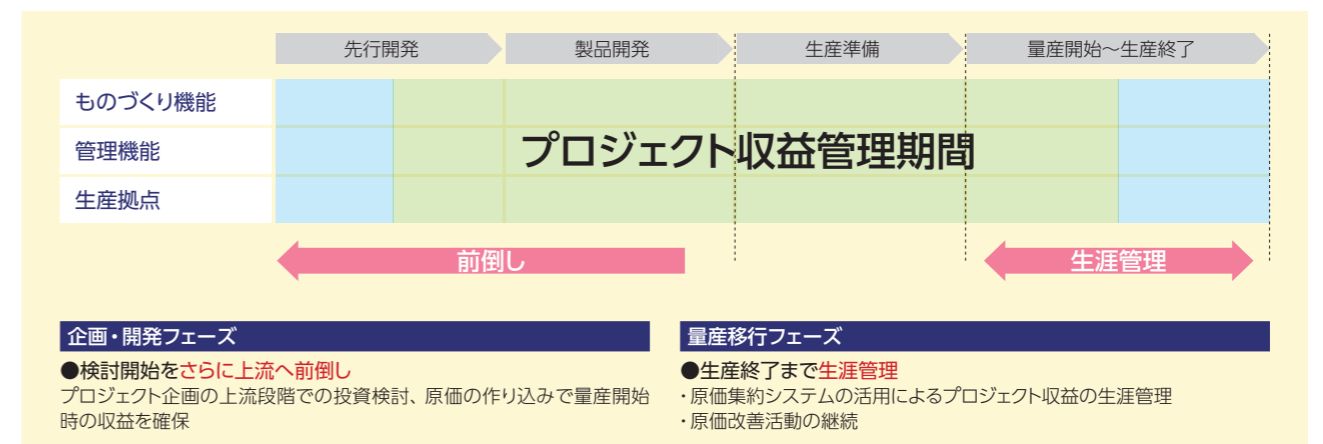 先行開発
製品開発
生産準備
量産開始～生産終了
ものづくり機能
管理機能
生産拠点
プロジェクト収益管理期間
前倒し
生涯管理
企画・開発フェーズ
●検討開始をさらに上流へ前倒し
プロジェクト企画の上流段階での投資検討、原価の作り込みで量産開始
時の収益を確保
量産移行フェーズ
●生産終了まで生涯管理
・原価集約システムの活用によるプロジェクト収益の生涯管理
・原価改善活動の継続